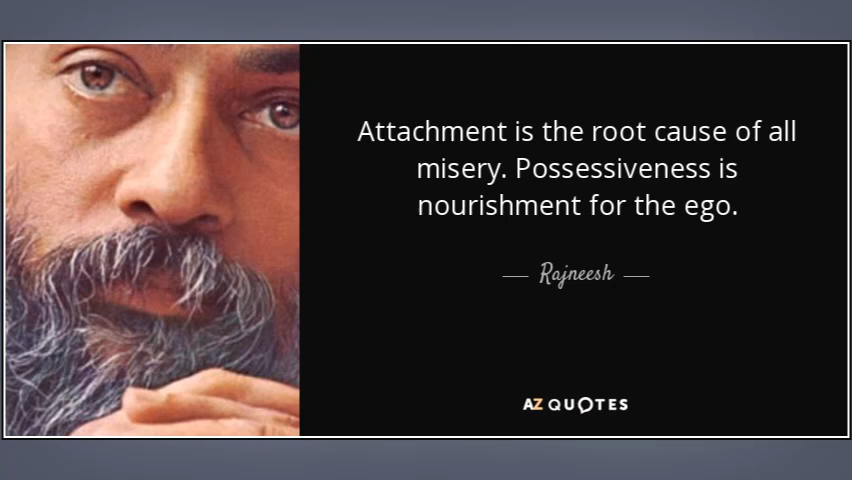 Attachment is the root cause of all
misery. Possessiveness is
nourishment for the ego.
Rajneesh
AZ QUOTES